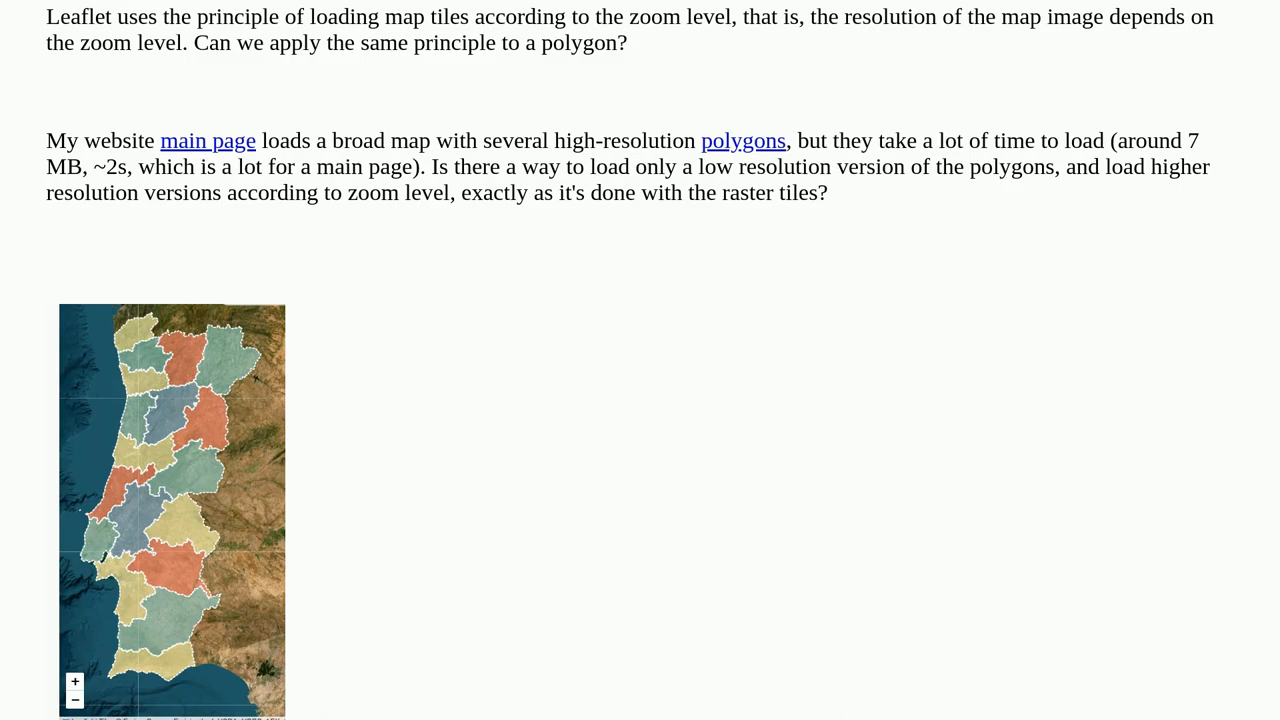 Leaflet uses the principle of loading map tiles according to the zoom level, that is, the resolution of the map image depends on
the zoom level. Can we apply the same principle to a polygon?
My website main page loads a broad map with several high-resolution polygons, but they take a lot of time to load (around 7
MB, ~2s, which is a lot for a main page). Is there a way to load only a low resolution version of the polygons, and load higher
resolution versions according to zoom level, exactly as it's done with the raster tiles?
+
−